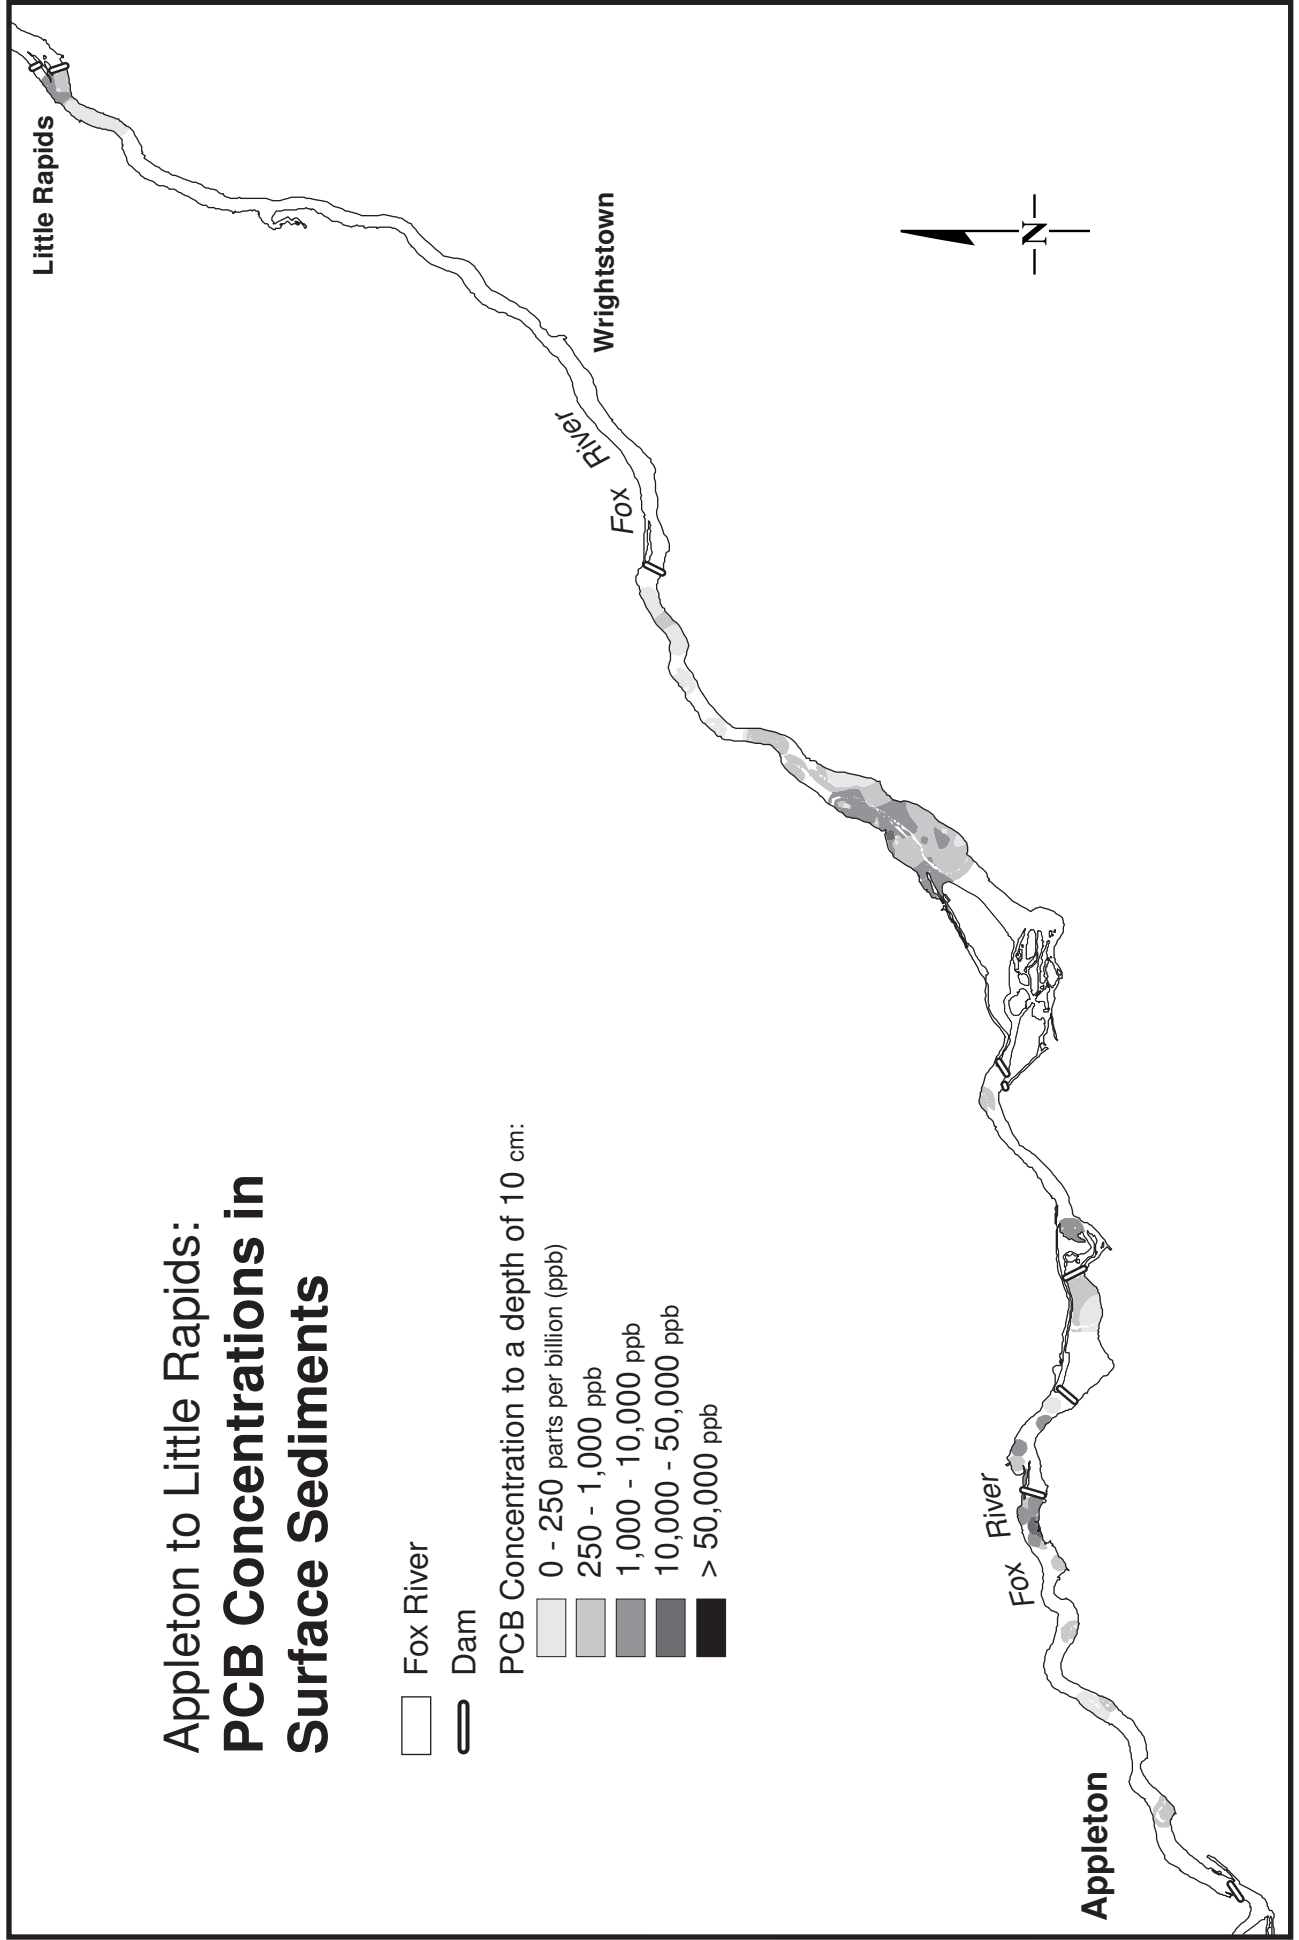 Appleton to Little Rapids:
PCB Concentrations in
Surface Sediments
Fox River
Dam
PCB Concentration to a depth of 10 cm:
0 - 250 parts per billion (ppb)
250 - 1,000 ppb
1,000 - 10,000 ppb
10,000 - 50,000 ppb
> 50,000 ppb
Little Rapids
Wrightstown
Fox River
N
Fox River
Appleton